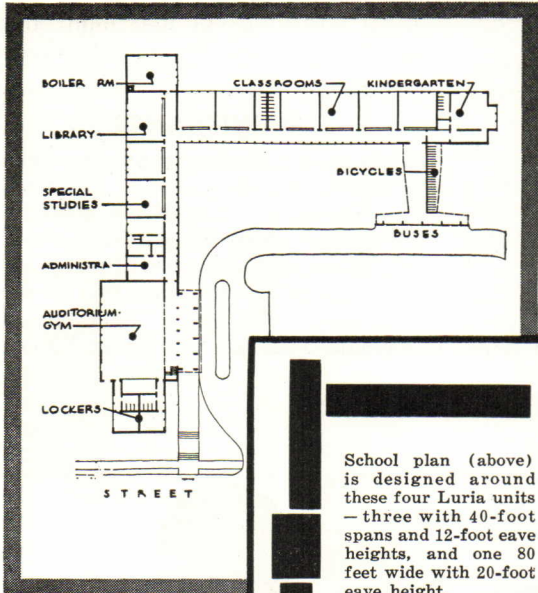 BOILER RM
CLASSROOMS
KINDERGARTEN
LIBRARY
BICYCLES
SPECIAL
STUDIES
BUSES
ADMINISTRA
AUDITORIUM-
GYM
LOCKERS
STREET
School plan (above)
is designed around
these four Luria units
— three with 40-foot
spans and 12-foot eave
heights, and one 80
feet wide with 20-foot
eave height.